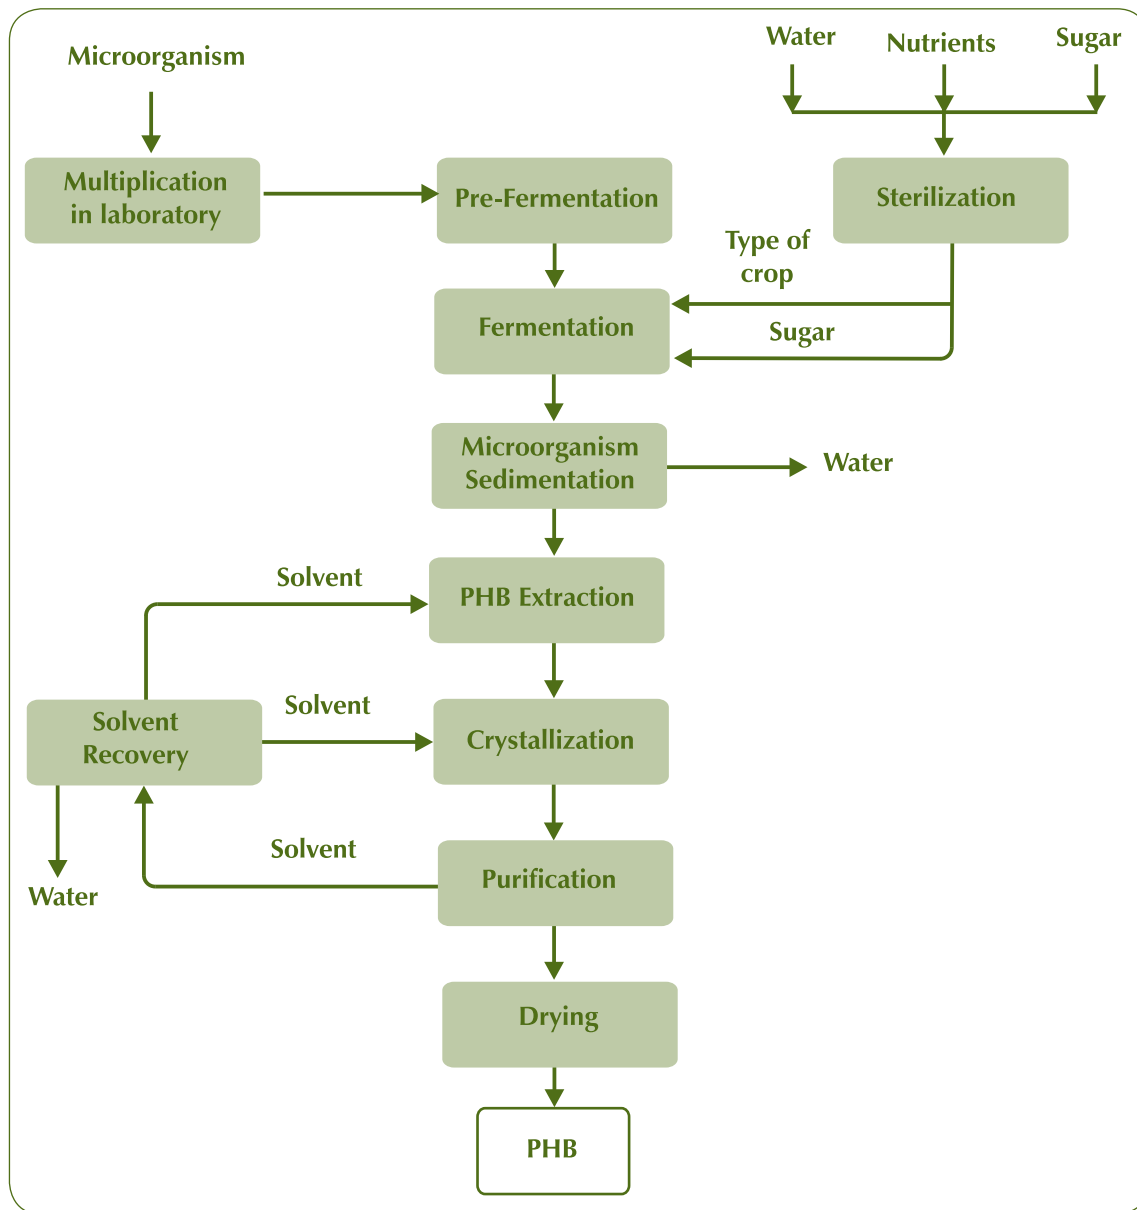 Microorganism
Water
Nutrients
Sugar
Multiplication
in laboratory
Pre-Fermentation
Sterilization
Type of
crop
Fermentation
Sugar
Microorganism
Sedimentation
Water
Solvent
PHB Extraction
Solvent
Recovery
Solvent
Crystallization
Solvent
Purification
Water
Drying
PHB